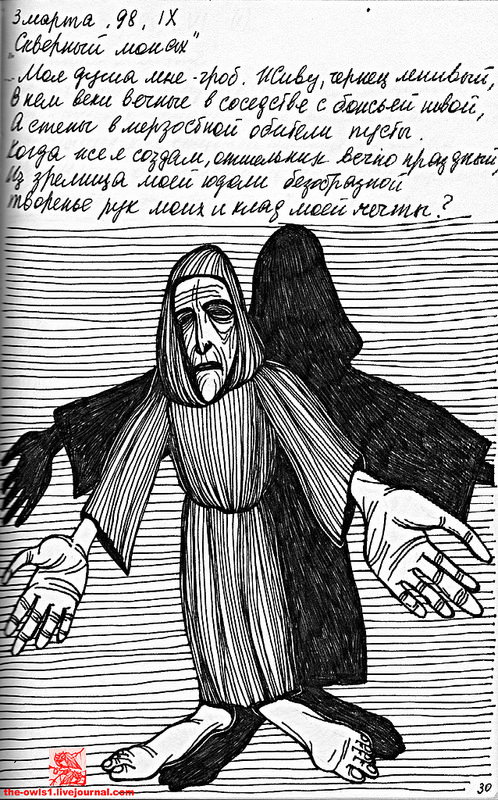 3 марта, 98, IX
"Скверный монах"
- Моя душа мне - гроб. Живу, чернец ленивый,
В нем веки вечные в соседстве с божьей нивой,
А стены в мерзостной обители пусты.
Когда же я создам, отшельник вечно праздный,
Из зрелища моей юдоли безобразной
творенье рук моих и клад моей мечты?
the-owls1.livejournal.com
30